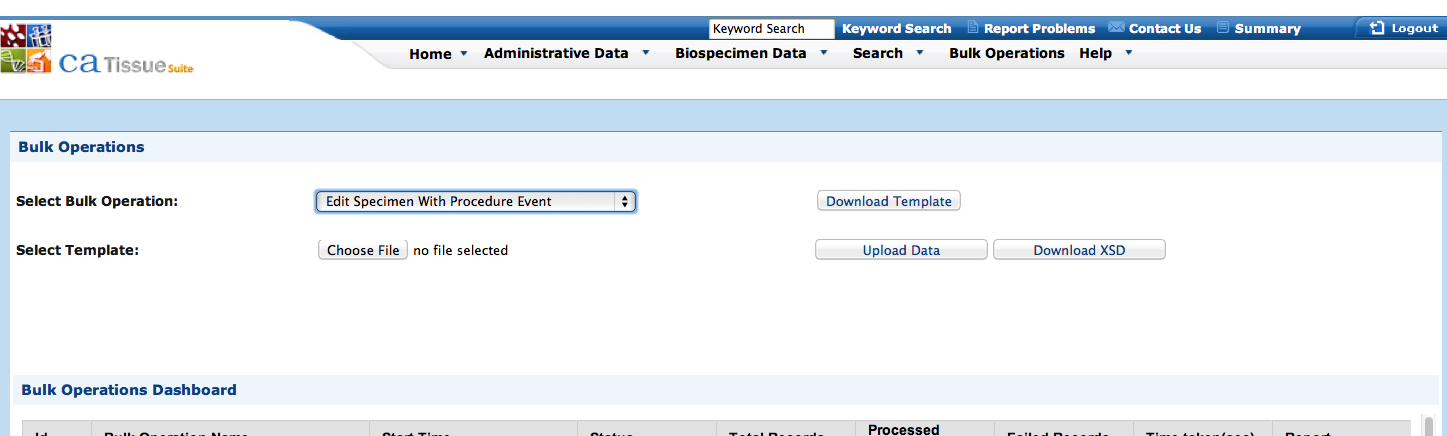 Keyword Search Keyword Search Report Problems Contact Us Summary Logout
ca Tissue Suite
Home Administrative Data Biospecimen Data Search Bulk Operations Help
Bulk Operations
Select Bulk Operation: Edit Specimen With Procedure Event Download Template
Select Template: Choose File no file selected Upload Data Download XSD
Bulk Operations Dashboard
Id Bulk Operation Name Start Time Status Total Records Processed Failed Records Time taken(sec) Report